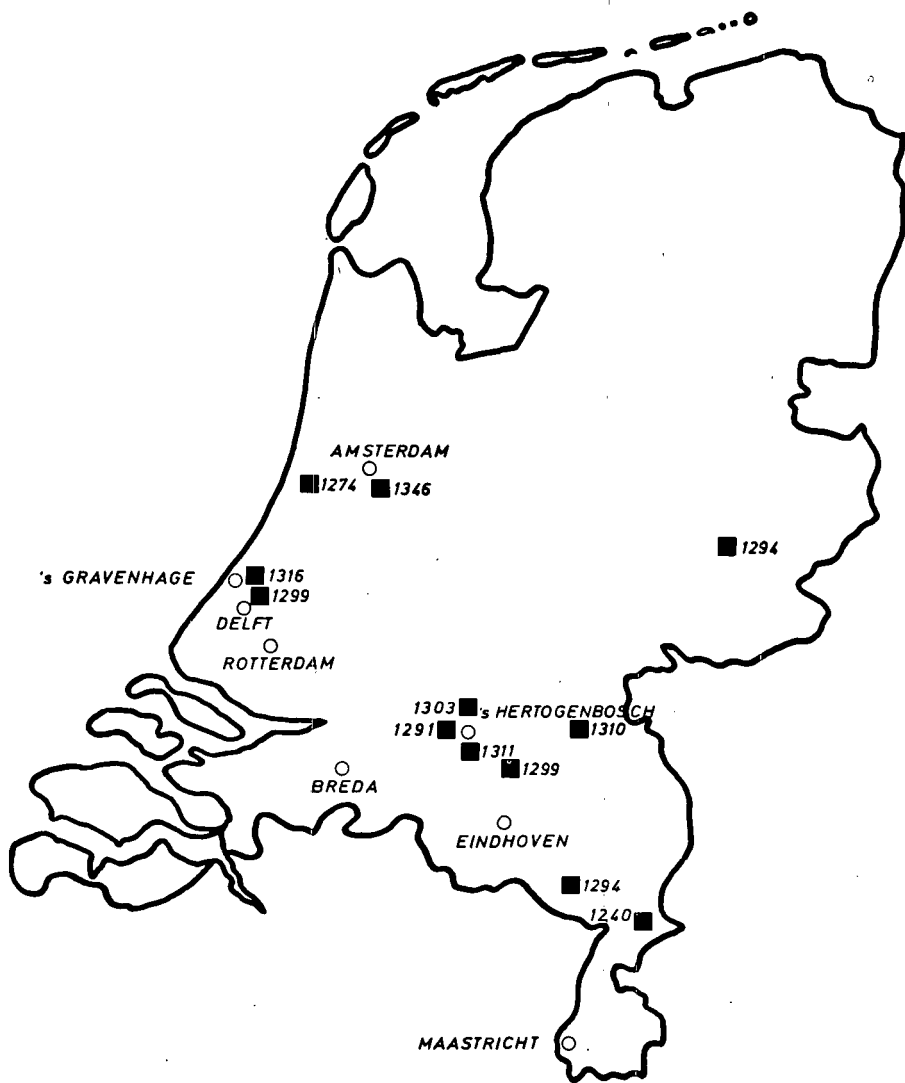 AMSTERDAM
1274
1346
1294
's GRAVENHAGE
1316
1299
DELFT
ROTTERDAM
1303
's HERTOGENBOSCH
1291
1310
1311
1299
BREDA
EINDHOVEN
1294
1240
MAASTRICHT